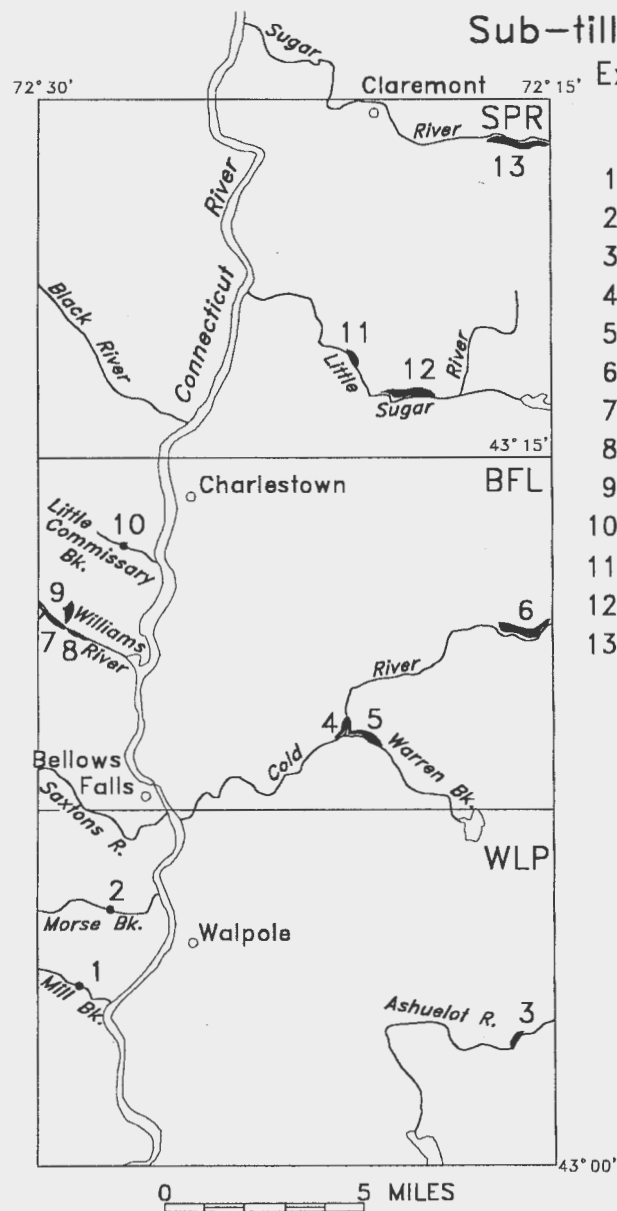 Sub-till
Ex
72°30'
72°15'
Sugar
Claremont
River
SPR
13
River
Connecticut
Black
River
11
Little
12
Sugar
River
43°15'
Charlestown
BFL
Little
Commissary
Bk.
10
9
Williams
7
8
River
6
River
4
5
Cold
Warren Bk.
Bellows
Falls
Saxtons R.
WLP
2
Morse Bk.
Walpole
1
Mill Bk.
Ashuelot R.
3
43°00'
0 5 MILES
1
2
3
4
5
6
7
8
9
10
11
12
13